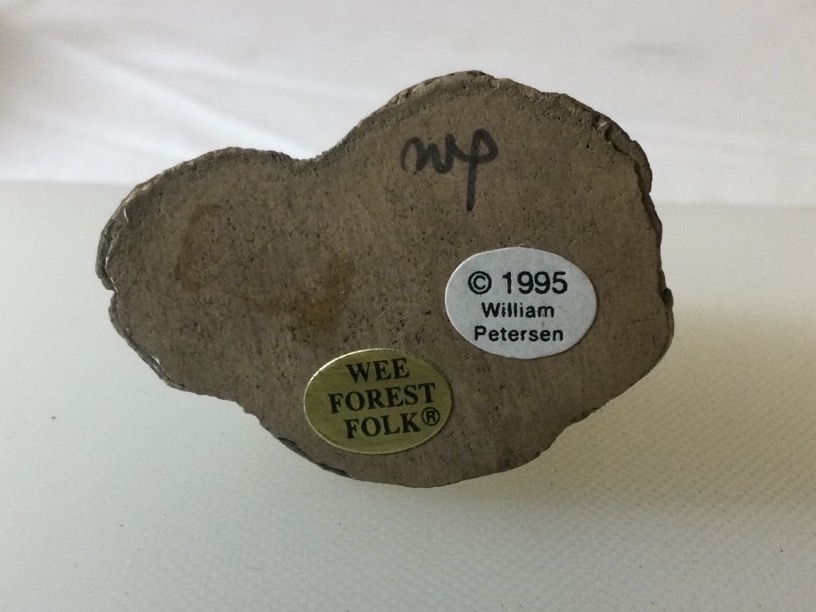 wp
© 1995
William
Petersen
WEE
FOREST
FOLK®